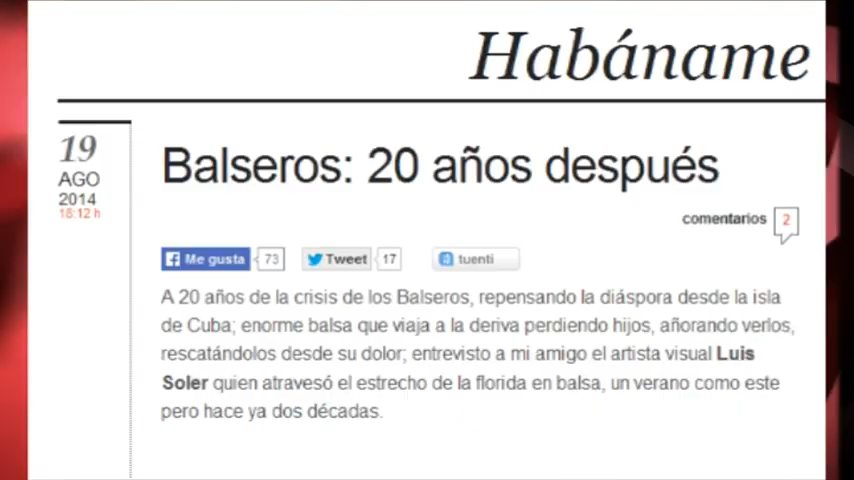 Habáname
19
AGO
2014
18:12 h
Balseros: 20 años después
comentarios 2
Me gusta 73 Tweet 17 tuenti
A 20 años de la crisis de los Balseros, repensando la diáspora desde la isla
de Cuba; enorme balsa que viaja a la deriva perdiendo hijos, añorando verlos,
rescatándolos desde su dolor; entrevisto a mi amigo el artista visual Luis
Soler quien atravesó el estrecho de la florida en balsa, un verano como este
pero hace ya dos décadas.